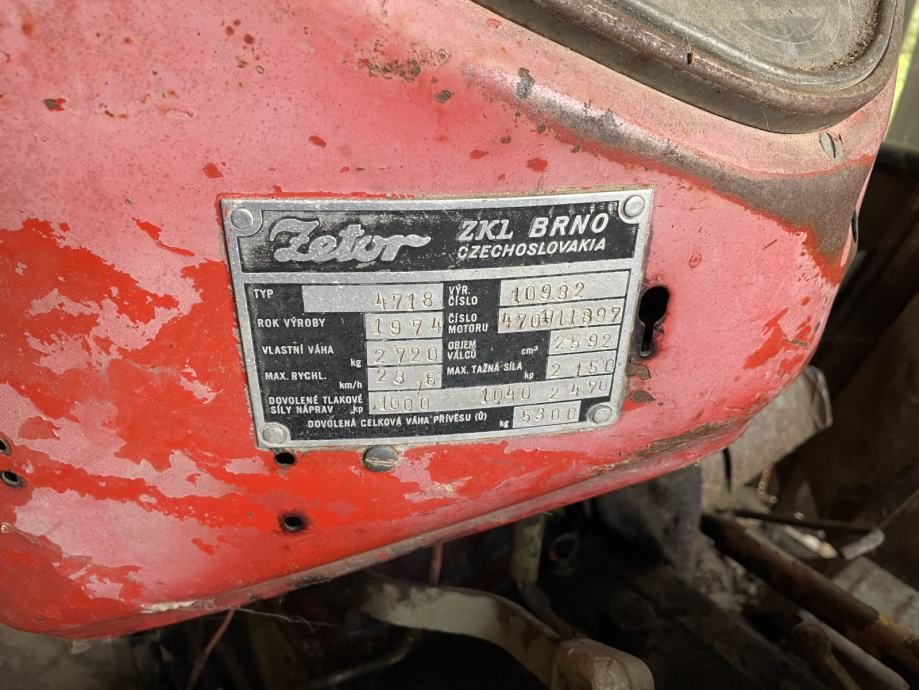 Zetor ZKL BRNO
CZECHOSLOVAKIA
TYP 4718 VÝR. ČÍSLO 10932
ROK VÝROBY 1974 ČÍSLO MOTORU 4701/11397
VLASTNÍ VÁHA kg 2720 OBJEM VÁLCŮ cm³ 2592
MAX. RYCHL. km/h 23,6 MAX. TAŽNÁ SÍLA kp 2150
DOVOLENÉ TLAKOVÉ SÍLY NÁPRAV kp 1000 1040 2470
DOVOLENÁ CELKOVÁ VÁHA PŘÍVĚSU (Ú) kg 5300